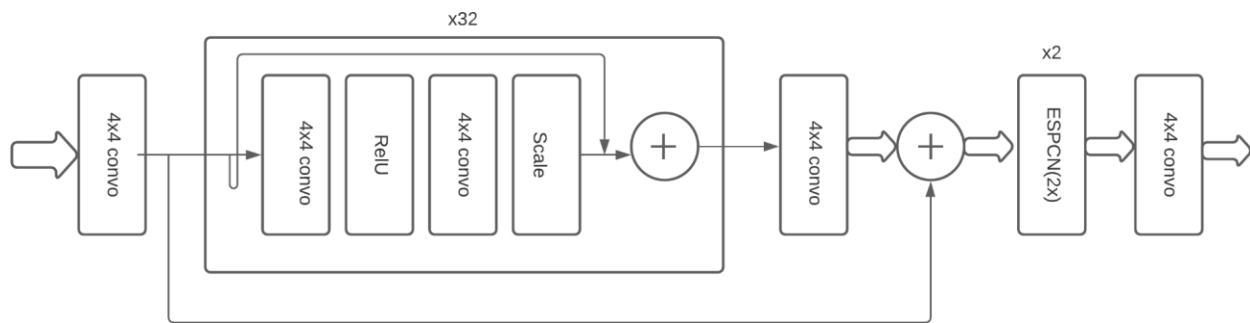 x32
x2
4x4 convo
4x4 convo
RelU
4x4 convo
Scale
4x4 convo
ESPCN(2x)
4x4 convo